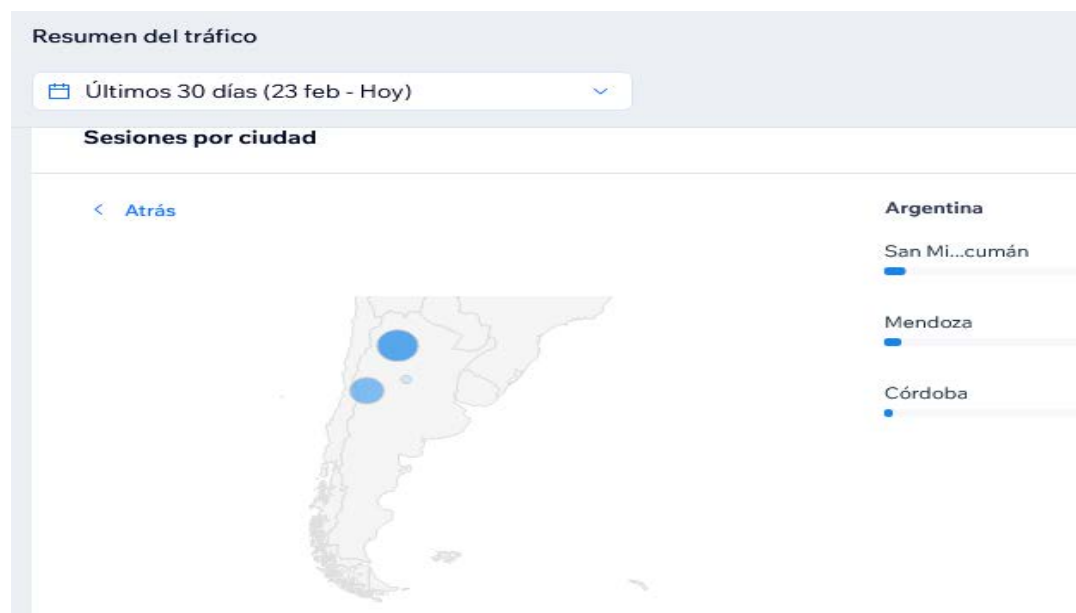 Resumen del tráfico
Últimos 30 días (23 feb - Hoy)
Sesiones por ciudad
Atrás
Argentina
San Mi...cumán
Mendoza
Córdoba